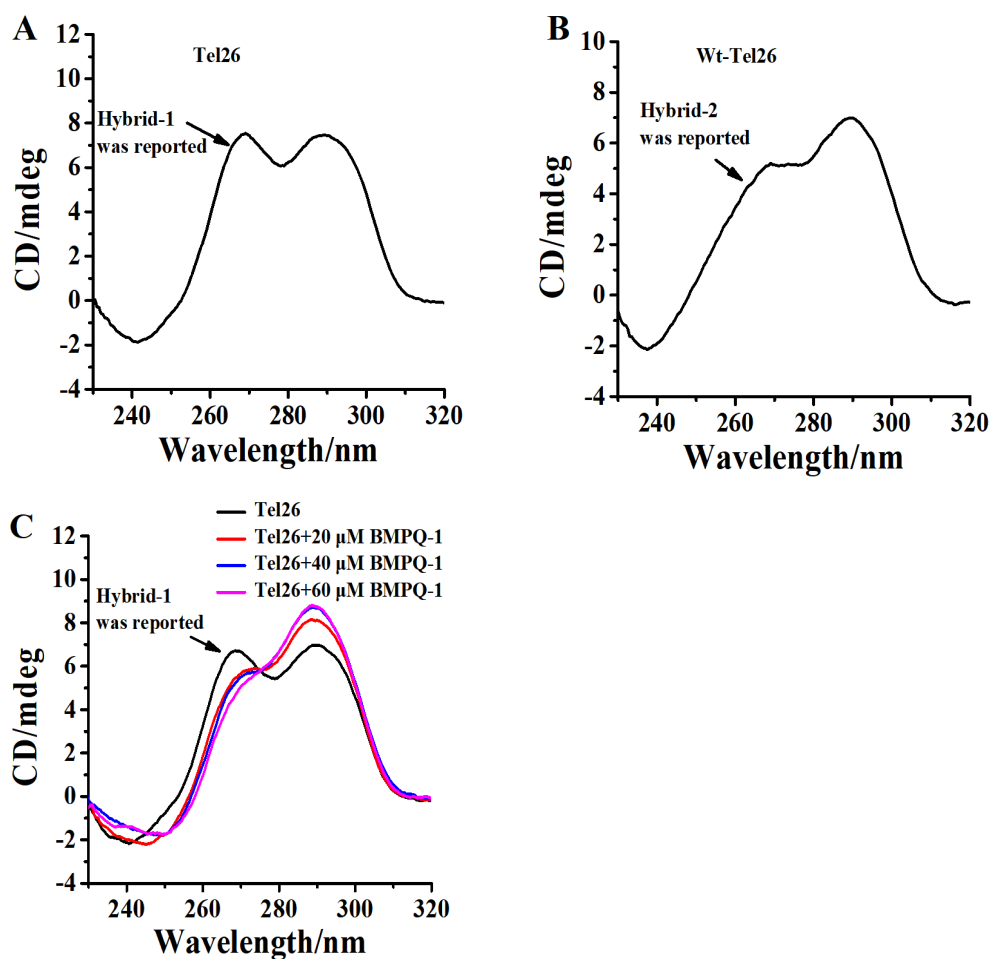 A
Tel26
Hybrid-1
was reported
CD/mdeg
12
10
8
6
4
2
0
-2
-4
240 260 280 300 320
Wavelength/nm
B
Wt-Tel26
Hybrid-2
was reported
CD/mdeg
10
8
6
4
2
0
-2
-4
240 260 280 300 320
Wavelength/nm
C
Tel26
Tel26+20 μM BMPQ-1
Tel26+40 μM BMPQ-1
Tel26+60 μM BMPQ-1
Hybrid-1
was reported
CD/mdeg
12
10
8
6
4
2
0
-2
-4
240 260 280 300 320
Wavelength/nm